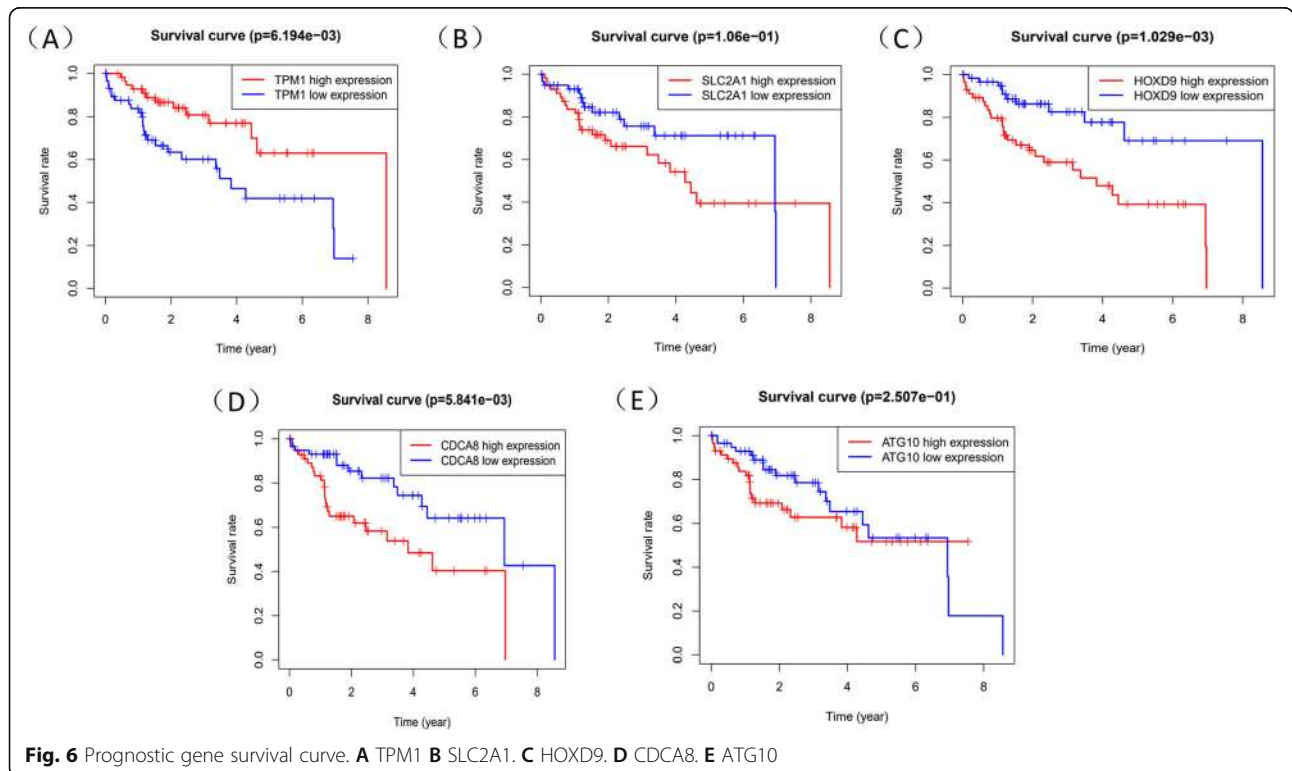 (A)
Survival curve (p=6.194e−03)
TPM1 high expression
TPM1 low expression
Survival rate
0.0 0.2 0.4 0.6 0.8 1.0
0 2 4 6 8
Time (year)
(B)
Survival curve (p=1.06e−01)
SLC2A1 high expression
SLC2A1 low expression
Survival rate
0.0 0.2 0.4 0.6 0.8 1.0
0 2 4 6 8
Time (year)
(C)
Survival curve (p=1.029e−03)
HOXD9 high expression
HOXD9 low expression
Survival rate
0.0 0.2 0.4 0.6 0.8 1.0
0 2 4 6 8
Time (year)
(D)
Survival curve (p=5.841e−03)
CDCA8 high expression
CDCA8 low expression
Survival rate
0.0 0.2 0.4 0.6 0.8 1.0
0 2 4 6 8
Time (year)
(E)
Survival curve (p=2.507e−01)
ATG10 high expression
ATG10 low expression
Survival rate
0.0 0.2 0.4 0.6 0.8 1.0
0 2 4 6 8
Time (year)
Fig. 6 Prognostic gene survival curve. A TPM1 B SLC2A1. C HOXD9. D CDCA8. E ATG10